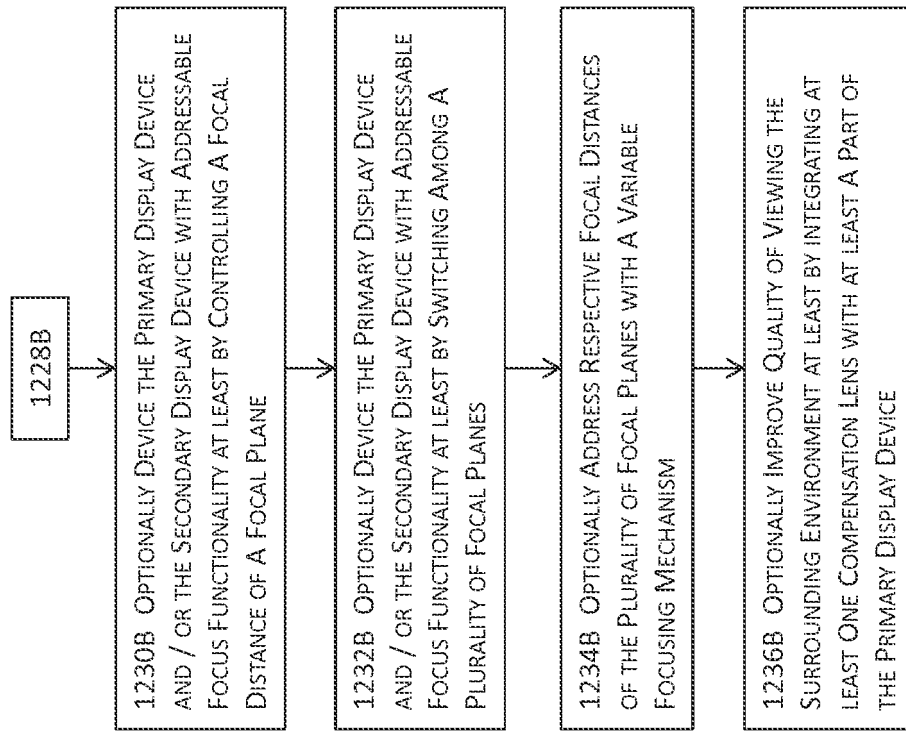 1228B
1230B OPTIONALLY DEVICE THE PRIMARY DISPLAY DEVICE
AND / OR THE SECONDARY DISPLAY DEVICE WITH ADDRESSABLE
FOCUS FUNCTIONALITY AT LEAST BY CONTROLLING A FOCAL
DISTANCE OF A FOCAL PLANE
1232B OPTIONALLY DEVICE THE PRIMARY DISPLAY DEVICE
AND / OR THE SECONDARY DISPLAY DEVICE WITH ADDRESSABLE
FOCUS FUNCTIONALITY AT LEAST BY SWITCHING AMONG A
PLURALITY OF FOCAL PLANES
1234B OPTIONALLY ADDRESS RESPECTIVE FOCAL DISTANCES
OF THE PLURALITY OF FOCAL PLANES WITH A VARIABLE
FOCUSING MECHANISM
1236B OPTIONALLY IMPROVE QUALITY OF VIEWING THE
SURROUNDING ENVIRONMENT AT LEAST BY INTEGRATING AT
LEAST ONE COMPENSATION LENS WITH AT LEAST A PART OF
THE PRIMARY DISPLAY DEVICE